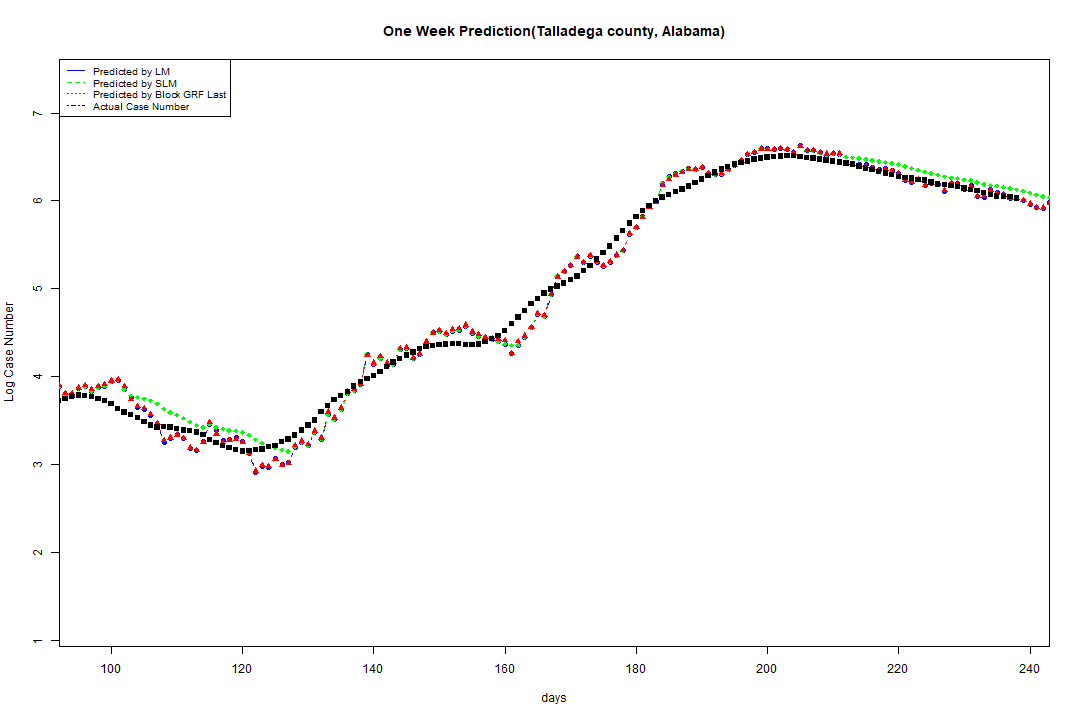 One Week Prediction(Talladega county, Alabama)
Predicted by LM
Predicted by SLM
Predicted by Block GRF Last
Actual Case Number
7
6
5
4
3
2
1
Log Case Number
100 120 140 160 180 200 220 240
days